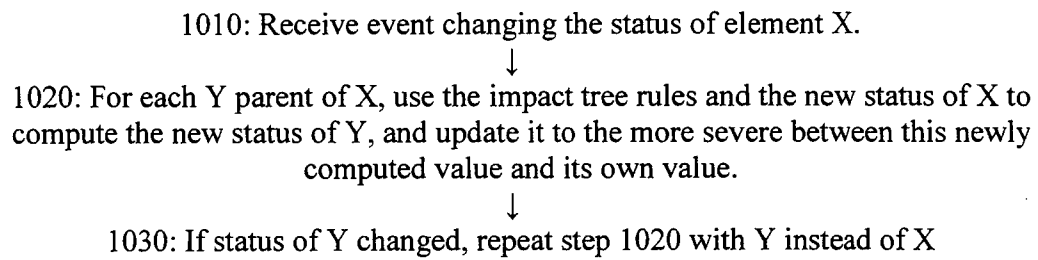 1010: Receive event changing the status of element X.
↓
1020: For each Y parent of X, use the impact tree rules and the new status of X to
compute the new status of Y, and update it to the more severe between this newly
computed value and its own value.
↓
1030: If status of Y changed, repeat step 1020 with Y instead of X